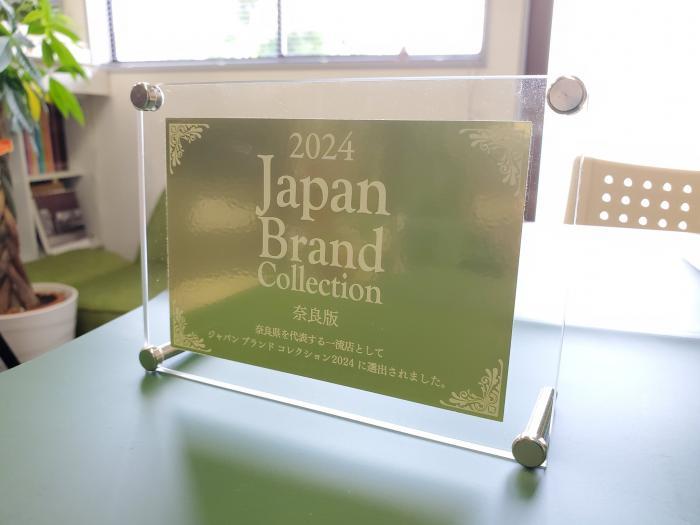 2024
Japan
Brand
Collection
奈良版
奈良県を代表する一流店として
ジャパン ブランド コレクション2024 に選出されました。